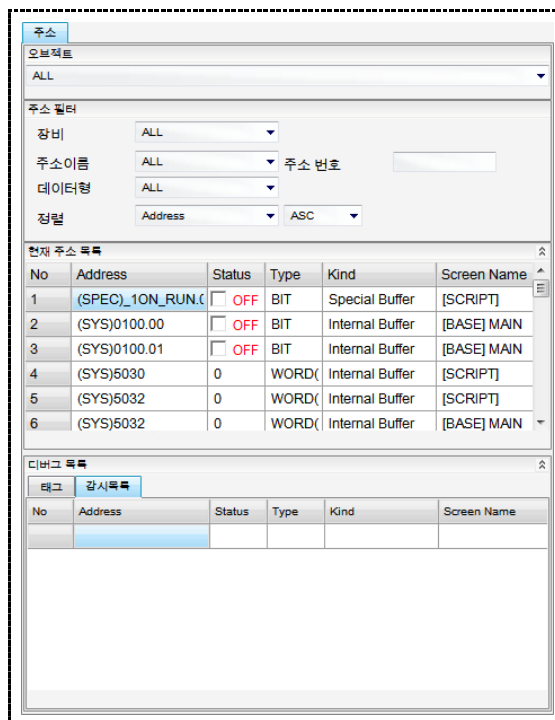 주소
오브젝트
ALL
주소 필터
장비 ALL
주소이름 ALL 주소 번호
데이터형 ALL
정렬 Address ASC
현재 주소 목록
No Address Status Type Kind Screen Name
1 (SPEC)_1ON_RUN.( OFF BIT Special Buffer [SCRIPT]
2 (SYS)0100.00 OFF BIT Internal Buffer [BASE] MAIN
3 (SYS)0100.01 OFF BIT Internal Buffer [BASE] MAIN
4 (SYS)5030 0 WORD( Internal Buffer [SCRIPT]
5 (SYS)5032 0 WORD( Internal Buffer [SCRIPT]
6 (SYS)5032 0 WORD( Internal Buffer [BASE] MAIN
디버그 목록
태그 감시목록
No Address Status Type Kind Screen Name